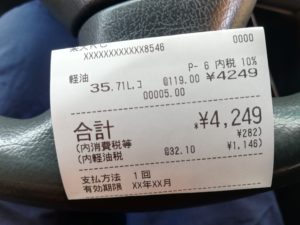 XXXXXXXXXXXX8546 0000
P- 6 内税 10%
軽油
35.71L コ @119.00 ¥4249
00005.00
合計 ¥4,249
(内消費税等 ¥282)
(内軽油税 @32.10 ¥1,146)
支払方法 1回
有効期限 XX年XX月